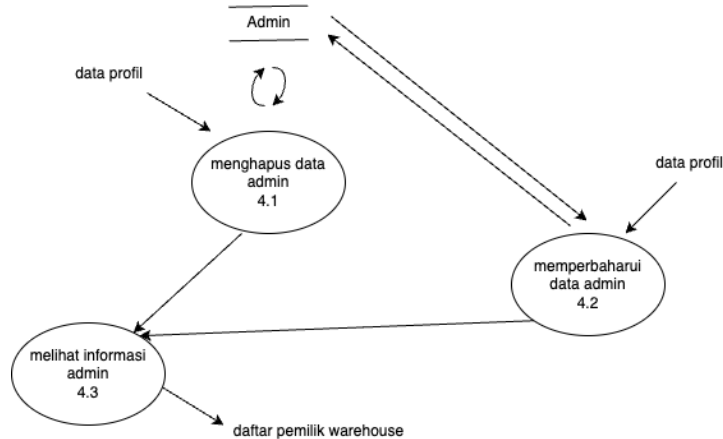 Admin
data profil
menghapus data
admin
4.1
data profil
memperbaharui
data admin
4.2
melihat informasi
admin
4.3
daftar pemilik warehouse